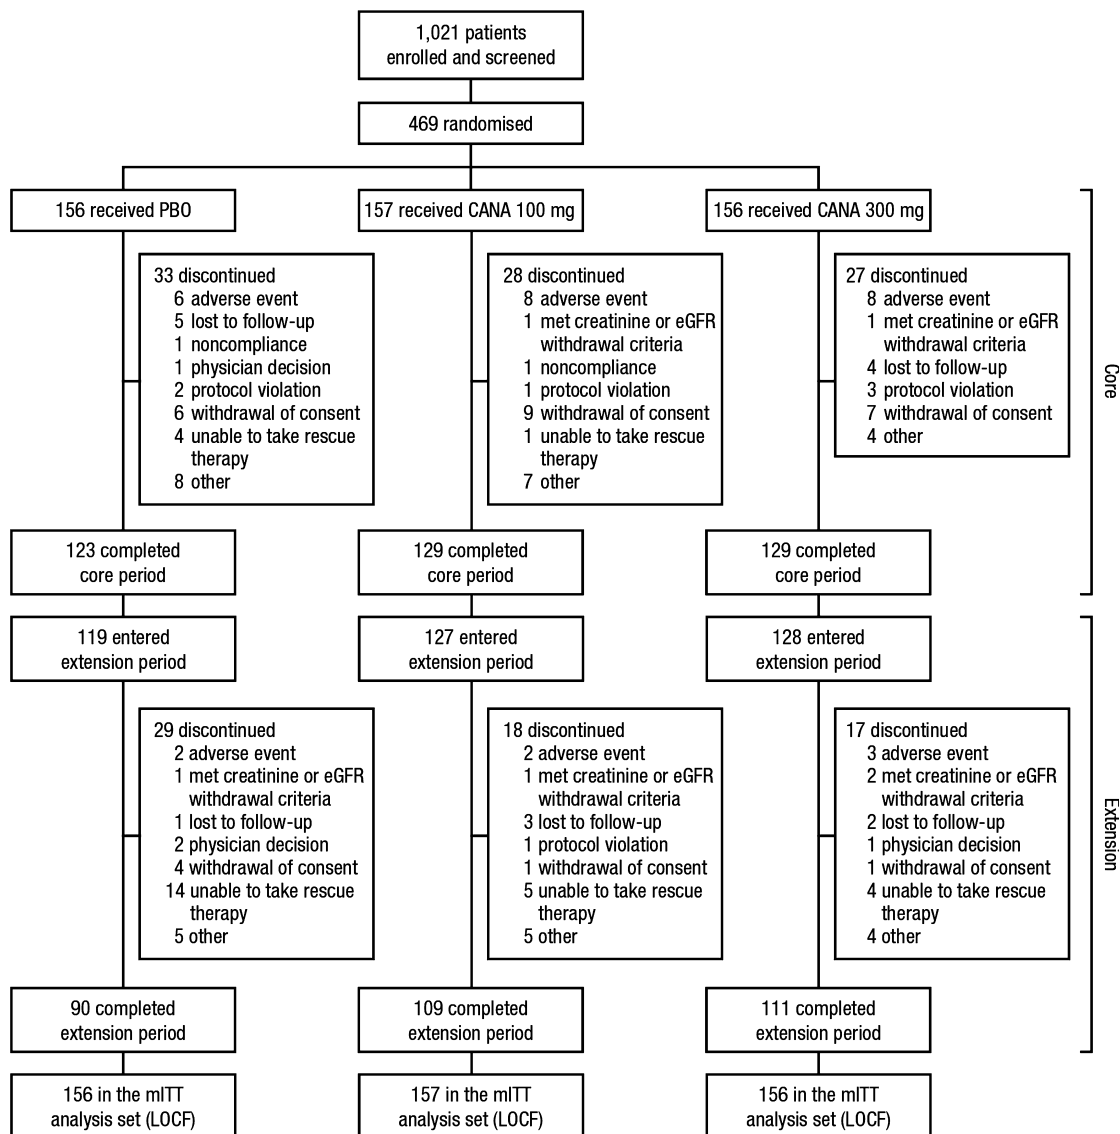 1,021 patients
enrolled and screened
469 randomised
156 received PBO
157 received CANA 100 mg
156 received CANA 300 mg
33 discontinued
6 adverse event
5 lost to follow-up
1 noncompliance
1 physician decision
2 protocol violation
6 withdrawal of consent
4 unable to take rescue
therapy
8 other
28 discontinued
8 adverse event
1 met creatinine or eGFR
withdrawal criteria
1 noncompliance
1 protocol violation
9 withdrawal of consent
1 unable to take rescue
therapy
7 other
27 discontinued
8 adverse event
1 met creatinine or eGFR
withdrawal criteria
4 lost to follow-up
3 protocol violation
7 withdrawal of consent
4 other
Core
123 completed
core period
129 completed
core period
129 completed
core period
119 entered
extension period
127 entered
extension period
128 entered
extension period
29 discontinued
2 adverse event
1 met creatinine or eGFR
withdrawal criteria
1 lost to follow-up
2 physician decision
4 withdrawal of consent
14 unable to take rescue
therapy
5 other
18 discontinued
2 adverse event
1 met creatinine or eGFR
withdrawal criteria
3 lost to follow-up
1 protocol violation
1 withdrawal of consent
5 unable to take rescue
therapy
5 other
17 discontinued
3 adverse event
2 met creatinine or eGFR
withdrawal criteria
2 lost to follow-up
1 physician decision
1 withdrawal of consent
4 unable to take rescue
therapy
4 other
Extension
90 completed
extension period
109 completed
extension period
111 completed
extension period
156 in the mITT
analysis set (LOCF)
157 in the mITT
analysis set (LOCF)
156 in the mITT
analysis set (LOCF)